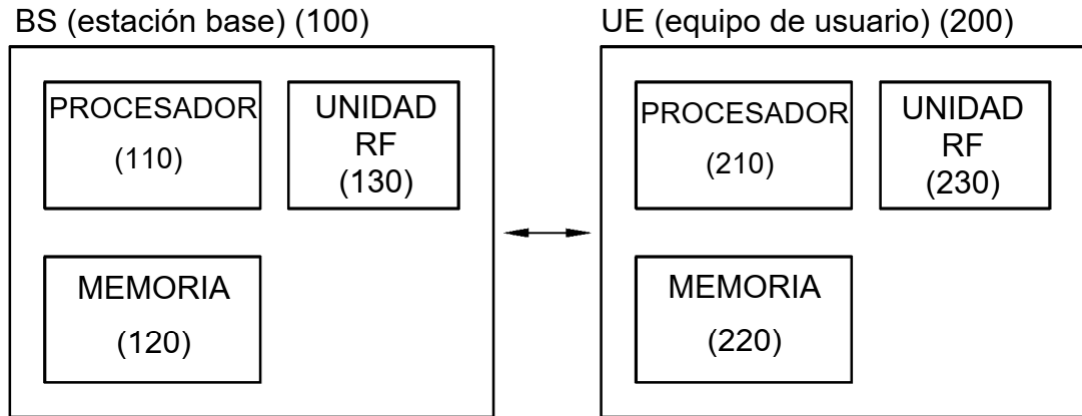 BS (estación base) (100)
PROCESADOR
(110)
UNIDAD
RF
(130)
MEMORIA
(120)
UE (equipo de usuario) (200)
PROCESADOR
(210)
UNIDAD
RF
(230)
MEMORIA
(220)